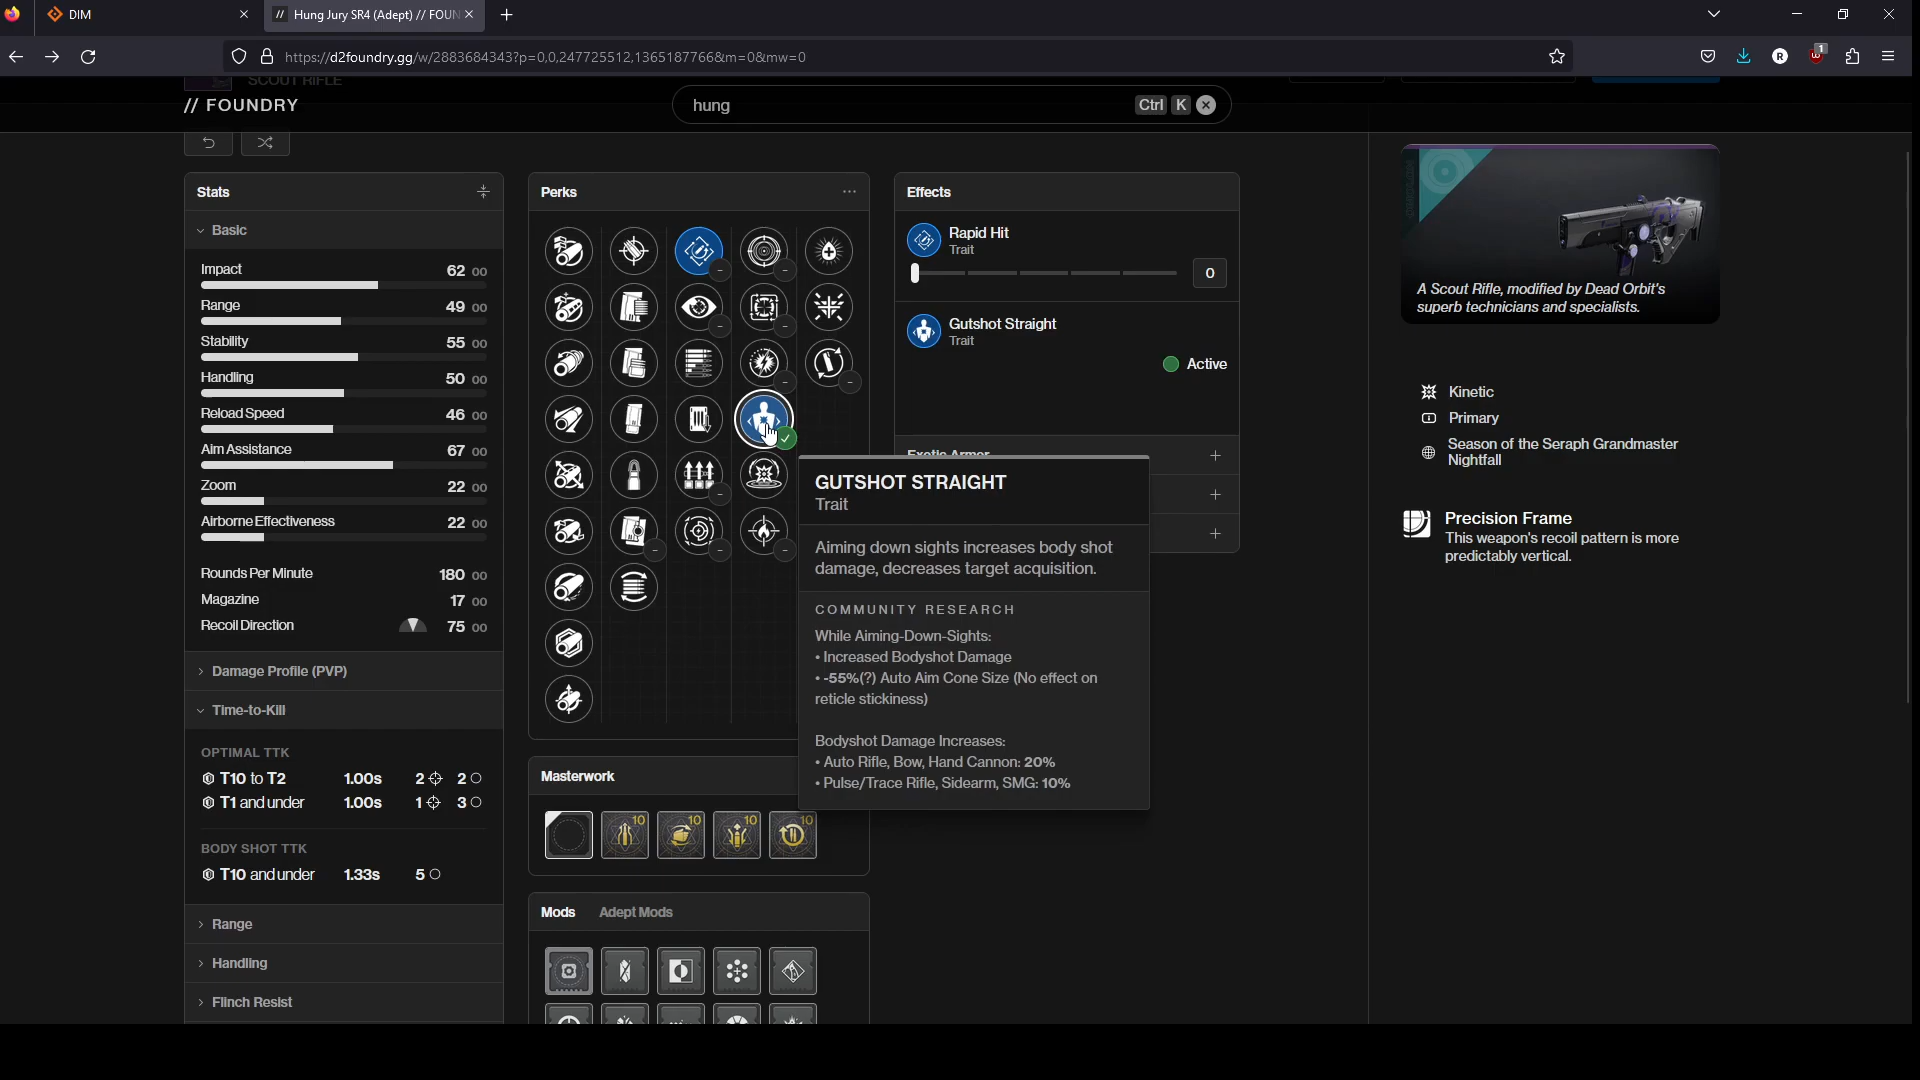 DIM
// Hung Jury SR4 (Adept) // FOUN
https://d2foundry.gg/w/2883684343?p=0,0,247725512,1365187766&m=0&mw=0
R
1
SCOUT RIFLE
// FOUNDRY
hung
Ctrl K
Stats
Basic
Impact 62 00
Range 49 00
Stability 55 00
Handling 50 00
Reload Speed 46 00
Aim Assistance 67 00
Zoom 22 00
Airborne Effectiveness 22 00
Rounds Per Minute 180 00
Magazine 17 00
Recoil Direction 75 00
Damage Profile (PVP)
Time-to-Kill
OPTIMAL TTK
T10 to T2 1.00s 2 2
T1 and under 1.00s 1 3
BODY SHOT TTK
T10 and under 1.33s 5
Range
Handling
Flinch Resist
Perks
Masterwork
10 10 10 10
Mods Adept Mods
Effects
Rapid Hit
Trait
0
Gutshot Straight
Trait
Active
Exotic Armor
GUTSHOT STRAIGHT
Trait
Aiming down sights increases body shot
damage, decreases target acquisition.
COMMUNITY RESEARCH
While Aiming-Down-Sights:
• Increased Bodyshot Damage
• -55%(?) Auto Aim Cone Size (No effect on
reticle stickiness)
Bodyshot Damage Increases:
• Auto Rifle, Bow, Hand Cannon: 20%
• Pulse/Trace Rifle, Sidearm, SMG: 10%
A Scout Rifle, modified by Dead Orbit's
superb technicians and specialists.
Kinetic
Primary
Season of the Seraph Grandmaster
Nightfall
Precision Frame
This weapon's recoil pattern is more
predictably vertical.